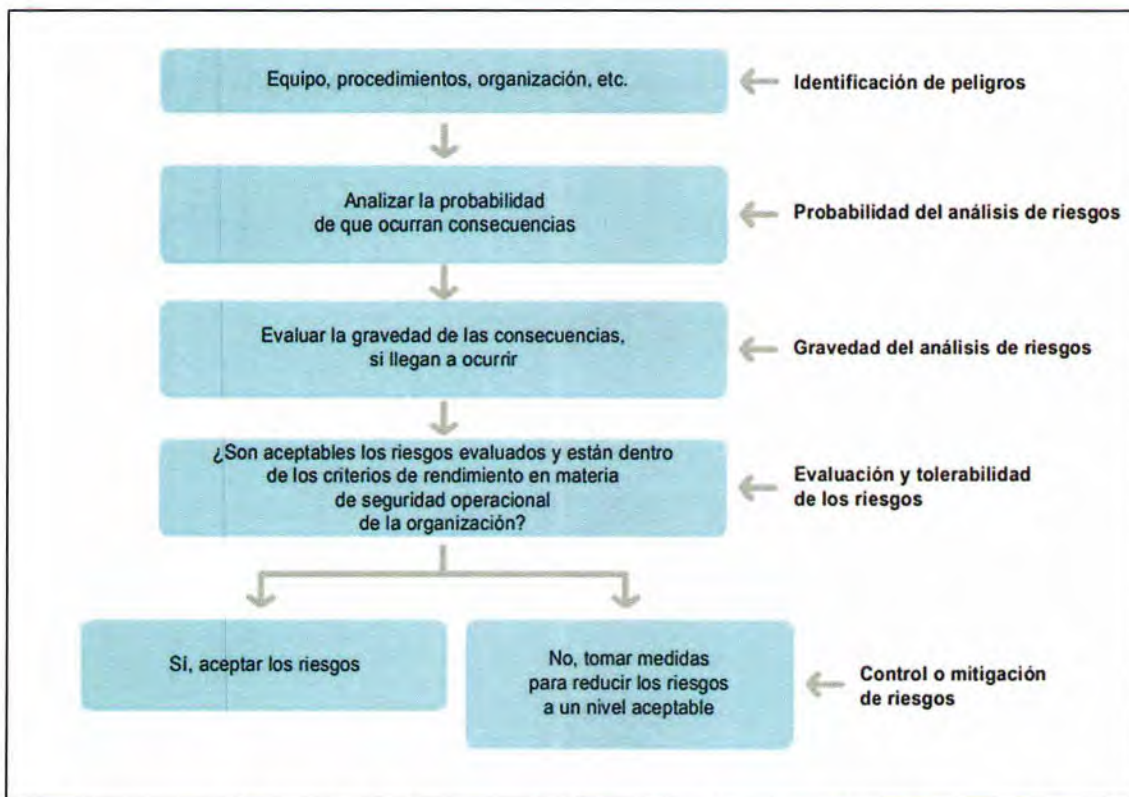 Equipo, procedimientos, organización, etc.
Identificación de peligros
Analizar la probabilidad
de que ocurran consecuencias
Probabilidad del análisis de riesgos
Evaluar la gravedad de las consecuencias,
si llegan a ocurrir
Gravedad del análisis de riesgos
¿Son aceptables los riesgos evaluados y están dentro
de los criterios de rendimiento en materia
de seguridad operacional
de la organización?
Evaluación y tolerabilidad
de los riesgos
Sí, aceptar los riesgos
No, tomar medidas
para reducir los riesgos
a un nivel aceptable
Control o mitigación
de riesgos